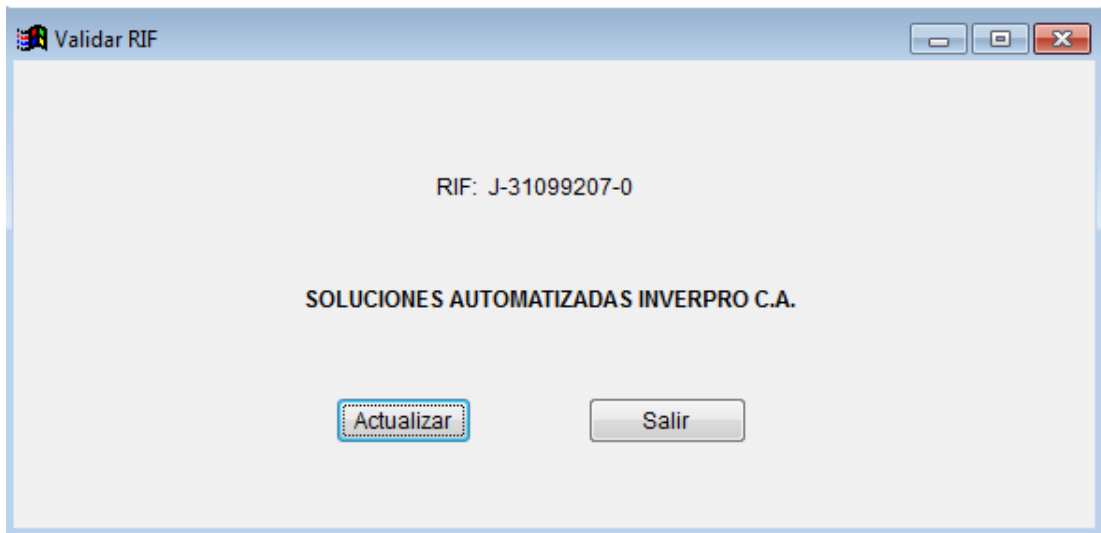 Validar RIF
RIF: J-31099207-0
SOLUCIONES AUTOMATIZADAS INVERPRO C.A.
Actualizar Salir